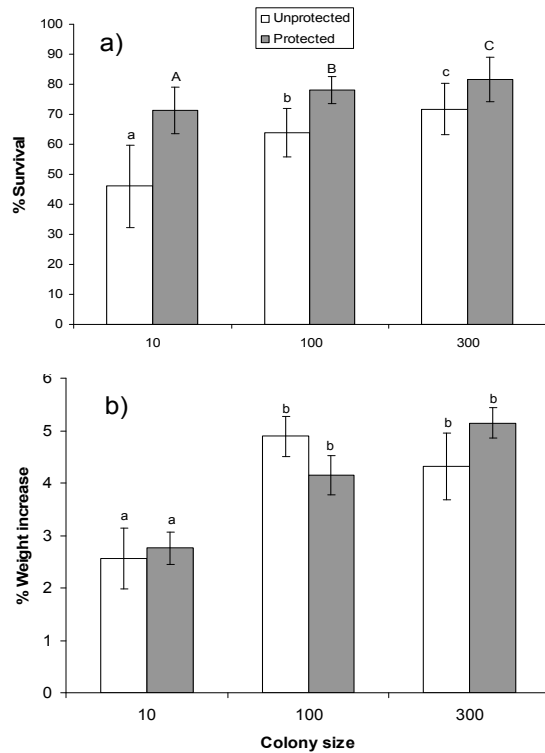 Unprotected
Protected
a)
% Survival
100
90
80
70
60
50
40
30
20
10
0
a
A
b
B
c
C
10
100
300
b)
% Weight increase
6
5
4
3
2
1
0
a
a
b
b
b
b
10
100
300
Colony size